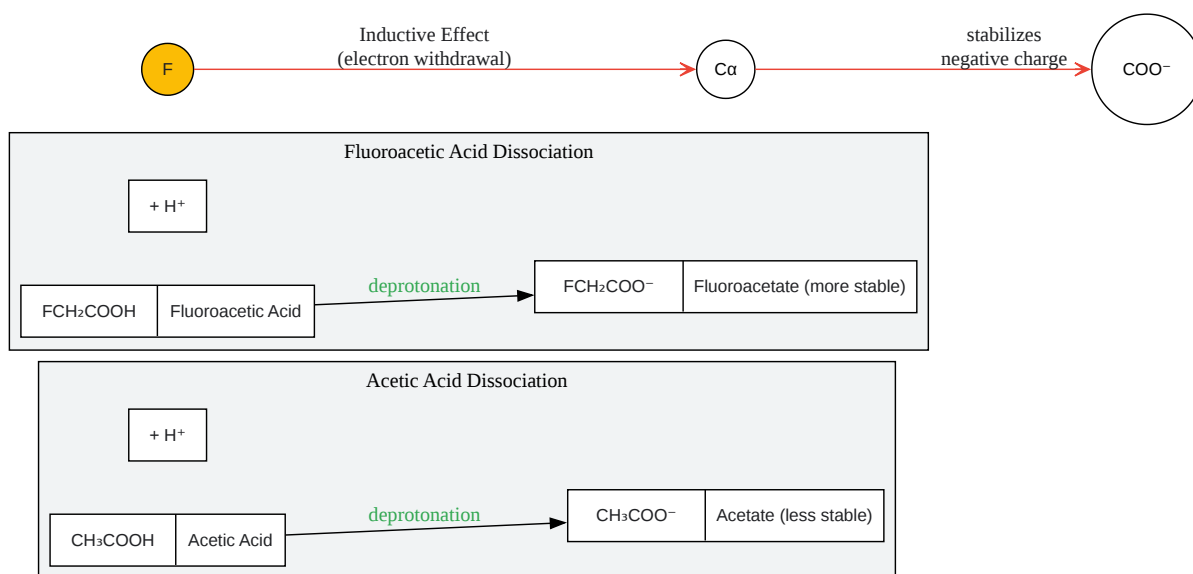 Inductive Effect
(electron withdrawal)
stabilizes
negative charge
F
Cα
COO⁻
Fluoroacetic Acid Dissociation
+ H⁺
deprotonation
FCH₂COOH
Fluoroacetic Acid
FCH₂COO⁻
Fluoroacetate (more stable)
Acetic Acid Dissociation
+ H⁺
deprotonation
CH₃COOH
Acetic Acid
CH₃COO⁻
Acetate (less stable)